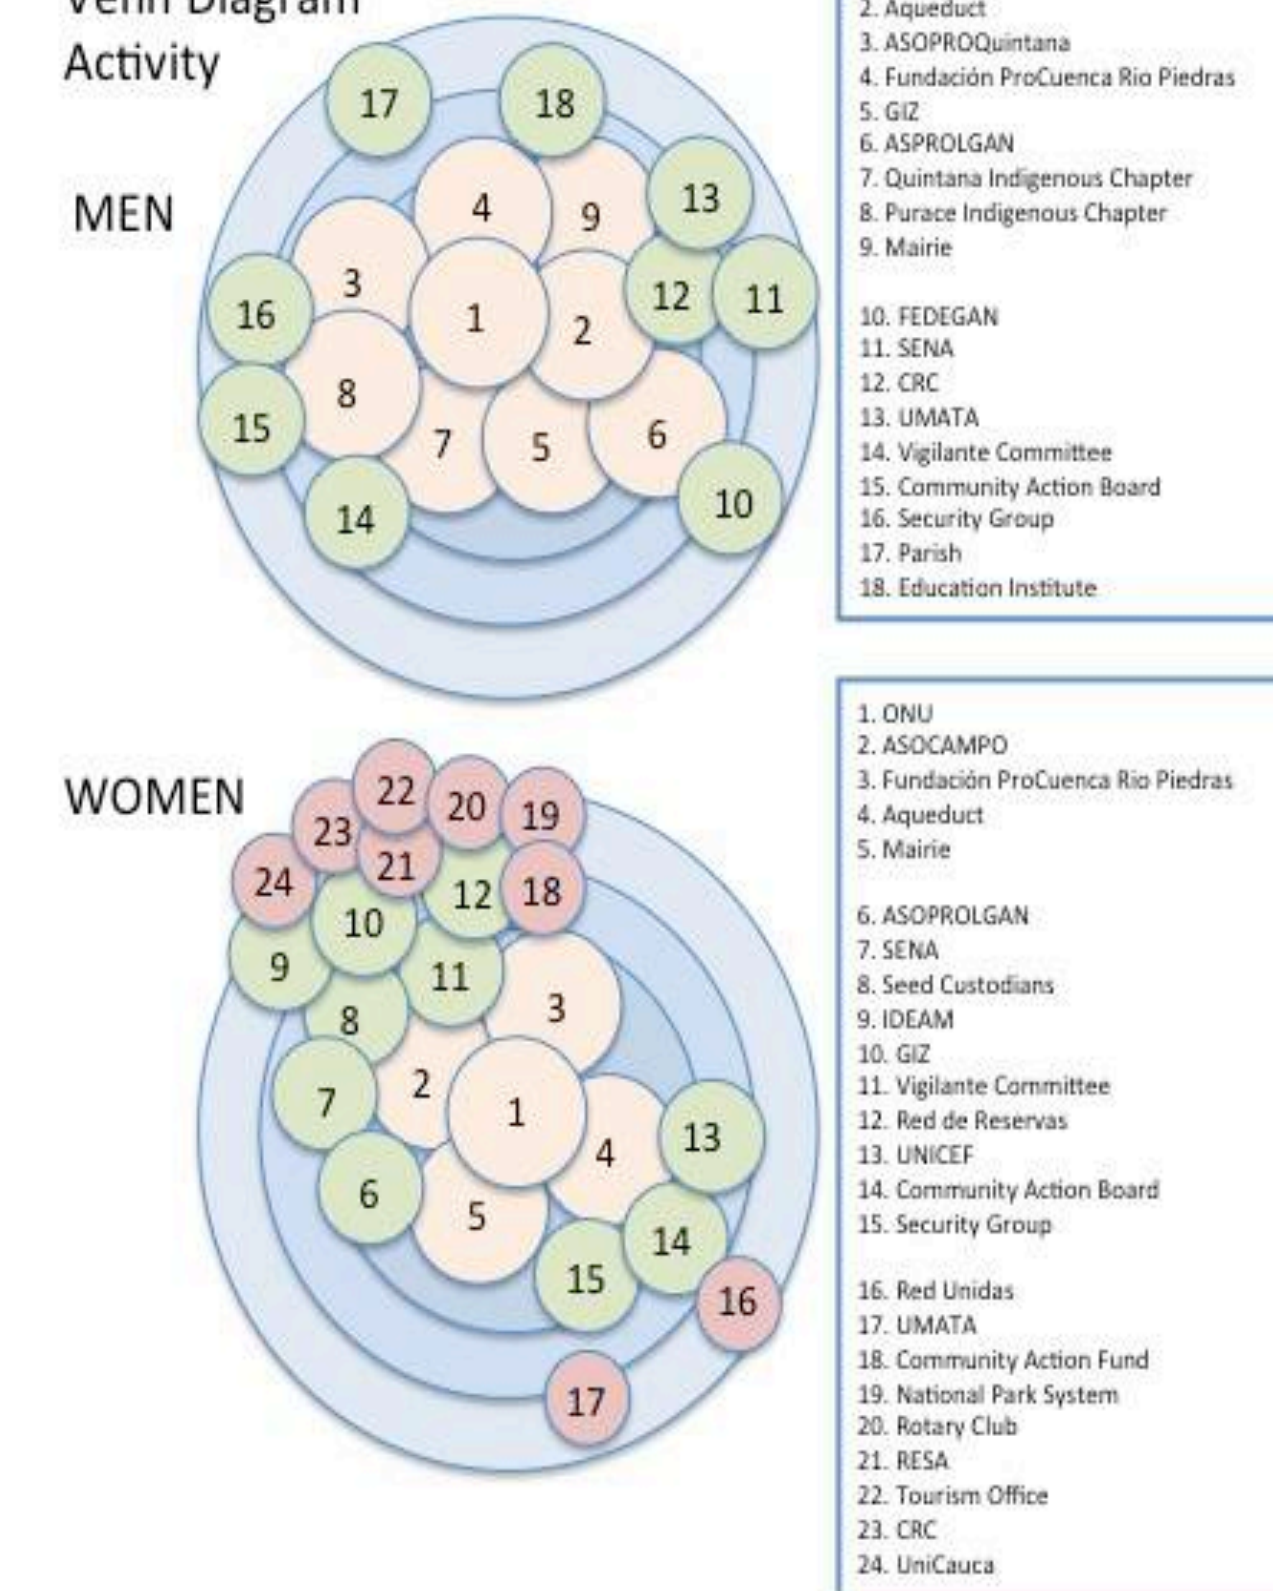 Venn Diagram
Activity
MEN
17
18
13
4
9
3
12
11
16
1
2
8
15
7
5
6
14
10
2. Aqueduct
3. ASOPROQuintana
4. Fundación ProCuenca Rio Piedras
5. GIZ
6. ASPROLGAN
7. Quintana Indigenous Chapter
8. Purace Indigenous Chapter
9. Mairie
10. FEDEGAN
11. SENA
12. CRC
13. UMATA
14. Vigilante Committee
15. Community Action Board
16. Security Group
17. Parish
18. Education Institute
WOMEN
22
20
19
23
21
24
12
18
10
9
11
8
3
7
2
1
13
4
6
5
14
15
16
17
1. ONU
2. ASOCAMPO
3. Fundación ProCuenca Rio Piedras
4. Aqueduct
5. Mairie
6. ASOPROLGAN
7. SENA
8. Seed Custodians
9. IDEAM
10. GIZ
11. Vigilante Committee
12. Red de Reservas
13. UNICEF
14. Community Action Board
15. Security Group
16. Red Unidas
17. UMATA
18. Community Action Fund
19. National Park System
20. Rotary Club
21. RESA
22. Tourism Office
23. CRC
24. UniCauca